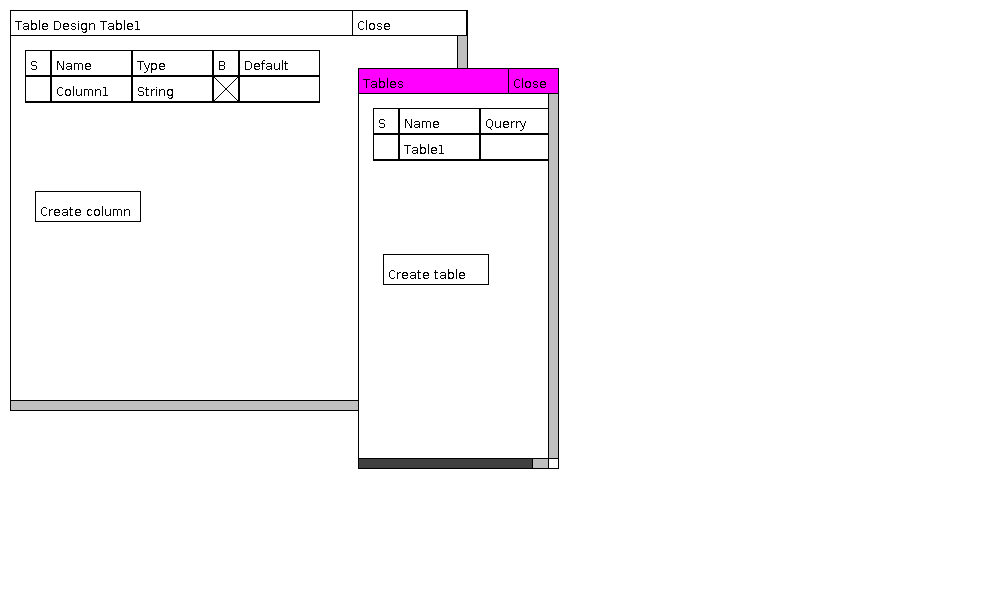 Table Design Table1 Close
S Name Type B Default
Column1 String
Create column
Tables Close
S Name Querry
Table1
Create table